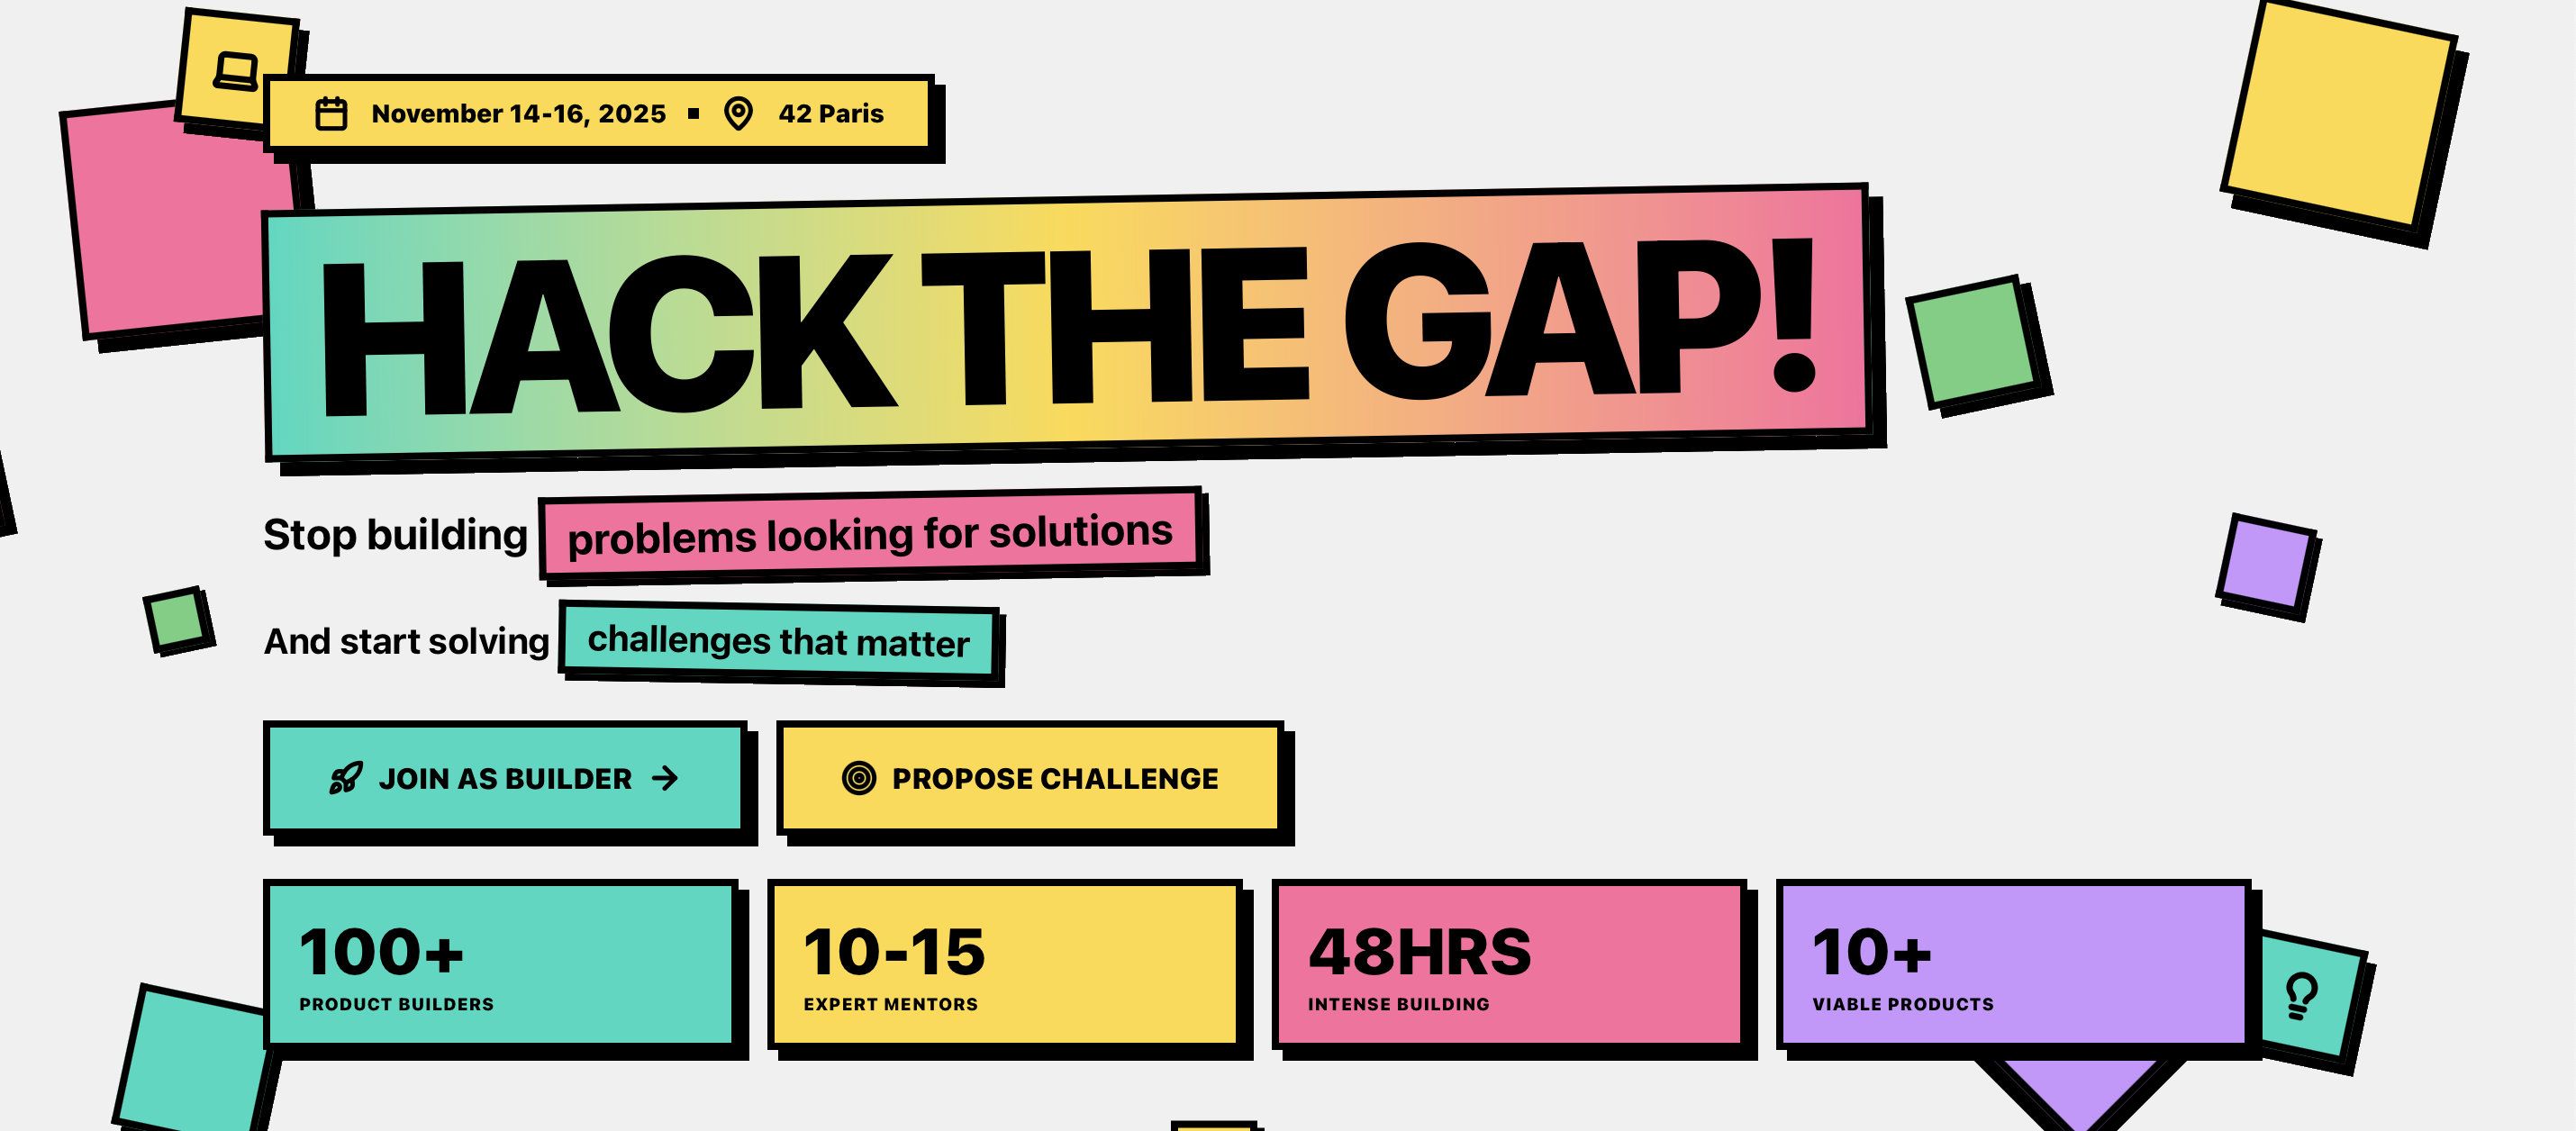 November 14-16, 2025 ▪ 42 Paris
HACK THE GAP!
Stop building problems looking for solutions
And start solving challenges that matter
JOIN AS BUILDER → PROPOSE CHALLENGE
100+ 10-15 48HRS 10+
PRODUCT BUILDERS EXPERT MENTORS INTENSE BUILDING VIABLE PRODUCTS